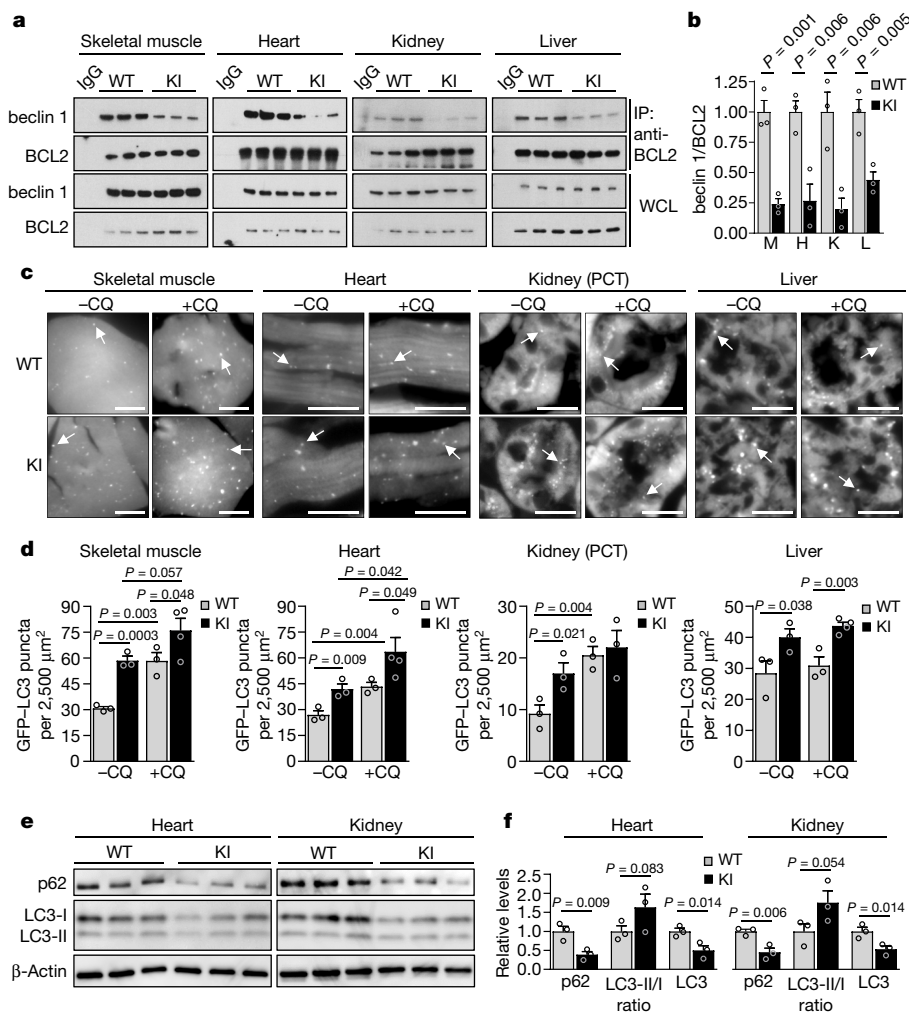 a
Skeletal muscle Heart Kidney Liver
IgG WT KI IgG WT KI IgG WT KI IgG WT KI
beclin 1
BCL2
IP:
anti-
BCL2
beclin 1
BCL2
WCL
b
P = 0.001 P = 0.006 P = 0.006 P = 0.005
WT
KI
beclin 1/BCL2
1.25
1.00
0.75
0.50
0.25
0.00
M H K L
c
Skeletal muscle Heart Kidney (PCT) Liver
–CQ +CQ –CQ +CQ –CQ +CQ –CQ +CQ
WT
KI
d
Skeletal muscle
P = 0.057
P = 0.003 P = 0.048
P = 0.0003
WT
KI
GFP–LC3 puncta
per 2,500 µm²
90
60
30
0
–CQ +CQ
Heart
P = 0.042
P = 0.049
P = 0.004
P = 0.009
WT
KI
GFP–LC3 puncta
per 2,500 µm²
90
60
30
0
–CQ +CQ
Kidney (PCT)
P = 0.004
P = 0.021
WT
KI
GFP–LC3 puncta
per 2,500 µm²
30
20
10
0
–CQ +CQ
Liver
P = 0.003
P = 0.038
WT
KI
GFP–LC3 puncta
per 2,500 µm²
50
40
30
20
10
0
–CQ +CQ
e
Heart Kidney
WT KI WT KI
p62
LC3-I
LC3-II
β-Actin
f
Heart Kidney
WT
KI
WT
KI
P = 0.083
P = 0.009 P = 0.014
P = 0.054
P = 0.006 P = 0.014
Relative levels
2.5
2.0
1.5
1.0
0.5
0.0
p62 LC3-II/I LC3 p62 LC3-II/I LC3
ratio ratio